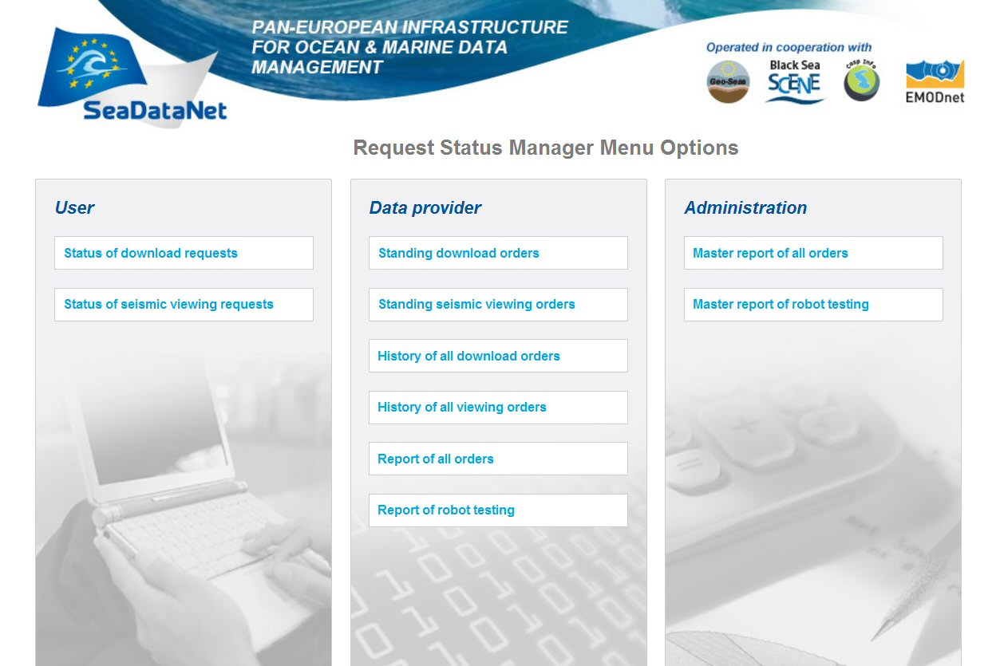 PAN-EUROPEAN INFRASTRUCTURE
FOR OCEAN & MARINE DATA
MANAGEMENT
SeaDataNet
Operated in cooperation with
Geo-Seas
Black Sea
SCENE
Casp Info
EMODnet
Request Status Manager Menu Options
User
Status of download requests
Status of seismic viewing requests
Data provider
Standing download orders
Standing seismic viewing orders
History of all download orders
History of all viewing orders
Report of all orders
Report of robot testing
Administration
Master report of all orders
Master report of robot testing